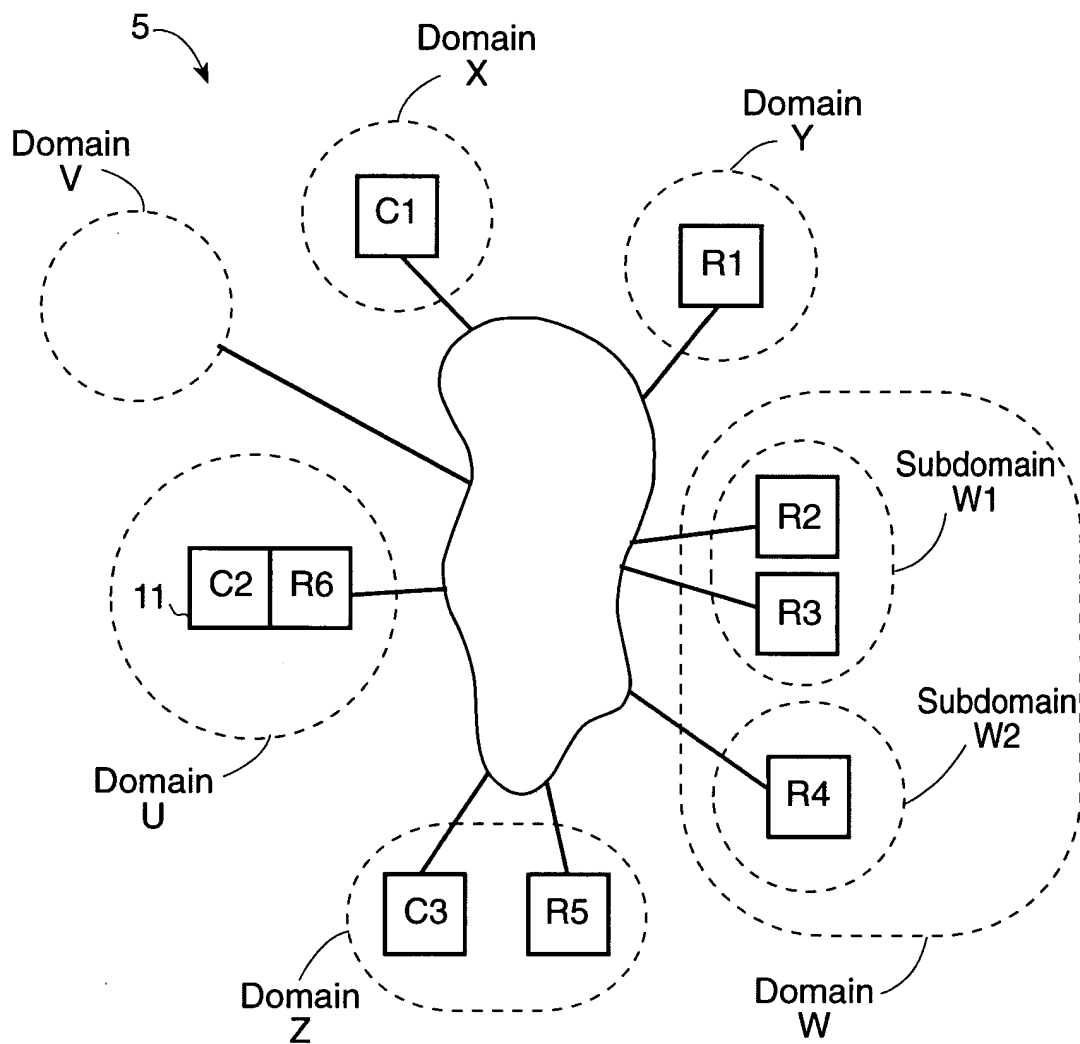 5
Domain
X
Domain
Y
Domain
V
C1
R1
Subdomain
W1
R2
R3
11
C2
R6
Subdomain
W2
R4
Domain
U
C3
R5
Domain
Z
Domain
W